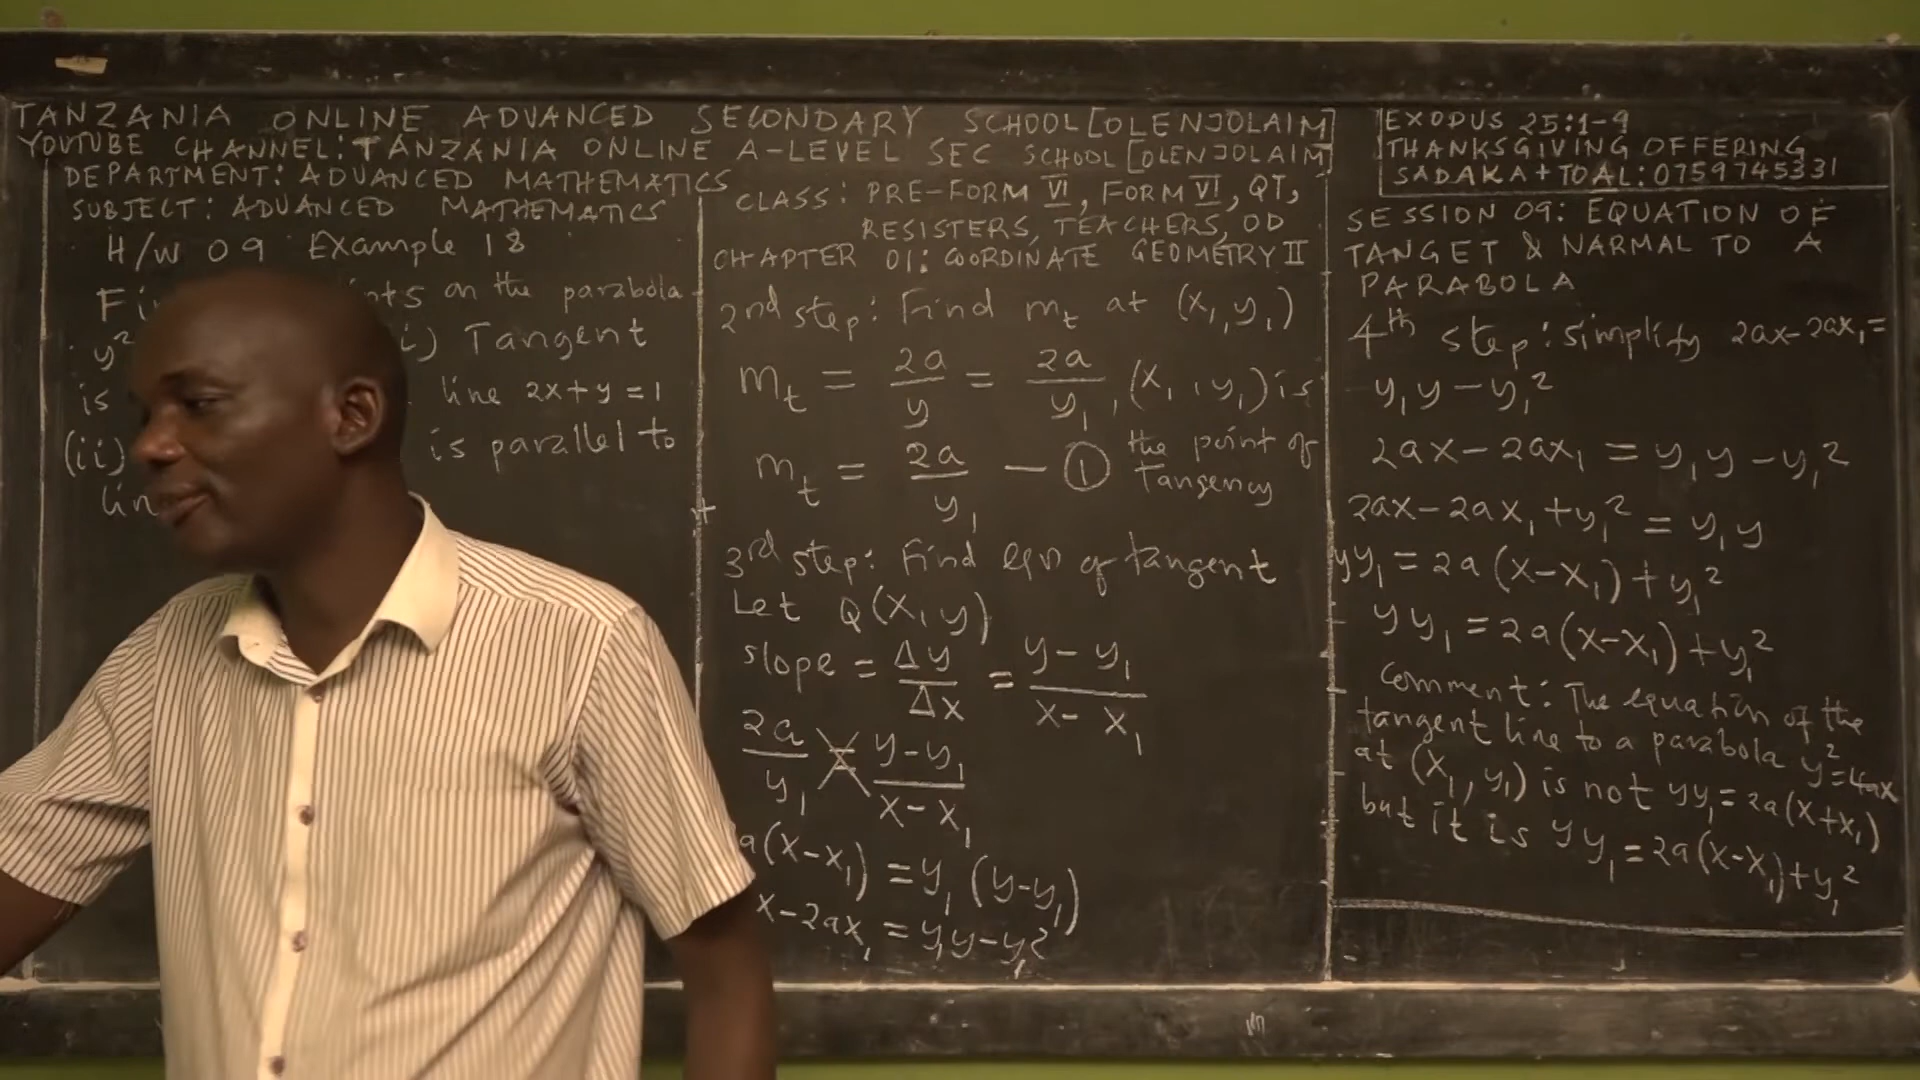 TANZANIA ONLINE ADVANCED SECONDARY SCHOOL [OLENJOLAIM]
YOUTUBE CHANNEL: TANZANIA ONLINE A-LEVEL SEC SCHOOL [OLENJOLAIM]
DEPARTMENT: ADVANCED MATHEMATICS
SUBJECT: ADVANCED MATHEMATICS
H/W 09 Example 18
on the parabola
y²
i) Tangent
is
line 2x+y=1
(ii)
is parallel to
CLASS: PRE-FORM VI, FORM VI, QT,
RESISTERS, TEACHERS, OD
CHAPTER 01: COORDINATE GEOMETRY II
2nd step: Find m_t at (x₁, y₁)
m_t = 2a/y = 2a/y₁, (x₁, y₁) is
the point of
m_t = 2a/y₁ — ①
Tangency
3rd step: Find eqn of tangent
Let Q(x, y)
slope = Δy/Δx = y-y₁/x-x₁
2a/y₁ = y-y₁/x-x₁
a(x-x₁) = y₁(y-y₁)
x-2ax₁ = y₁y-y₁²
EXODUS 25:1-9
THANKSGIVING OFFERING
SADAKA + TOAL: 0759745331
SESSION 09: EQUATION OF
TANGET & NARMAL TO A
PARABOLA
4th step: simplify 2ax-2ax₁=
y₁y-y₁²
2ax-2ax₁ = y₁y-y₁²
2ax-2ax₁+y₁² = y₁y
yy₁ = 2a(x-x₁)+y₁²
yy₁ = 2a(x-x₁)+y₁²
Comment: The equation of the
tangent line to a parabola y²=4ax
at (x₁, y₁) is not yy₁=2a(x+x₁)
but it is yy₁=2a(x-x₁)+y₁²